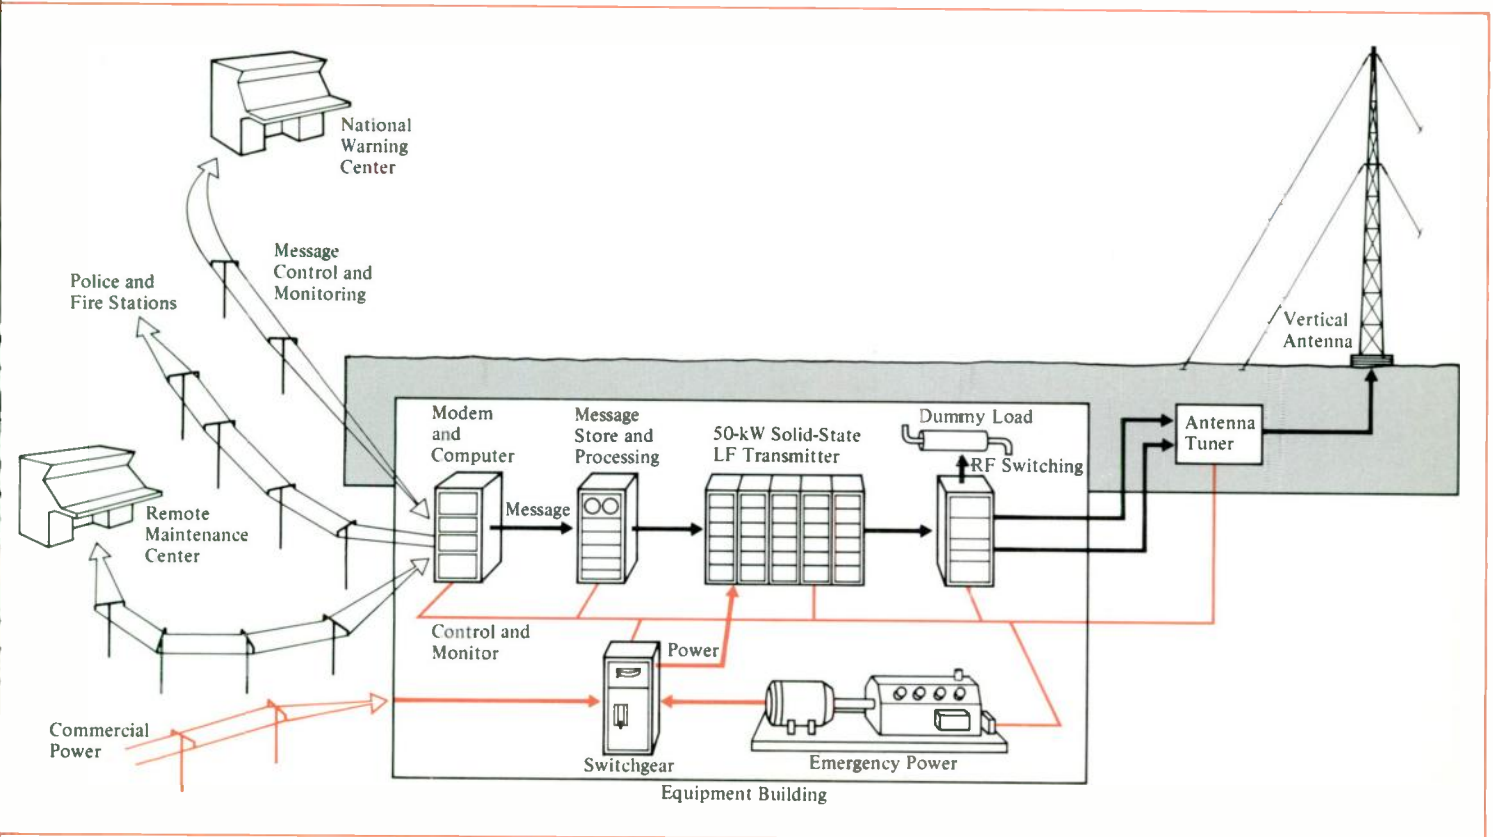 National
Warning
Center
Message
Control and
Monitoring
Police and
Fire Stations
Vertical
Antenna
Modem
and
Computer
Message
Store and
Processing
50-kW Solid-State
LF Transmitter
Dummy Load
RF Switching
Antenna
Tuner
Message
Remote
Maintenance
Center
Control and
Monitor
Power
Commercial
Power
Switchgear
Emergency Power
Equipment Building